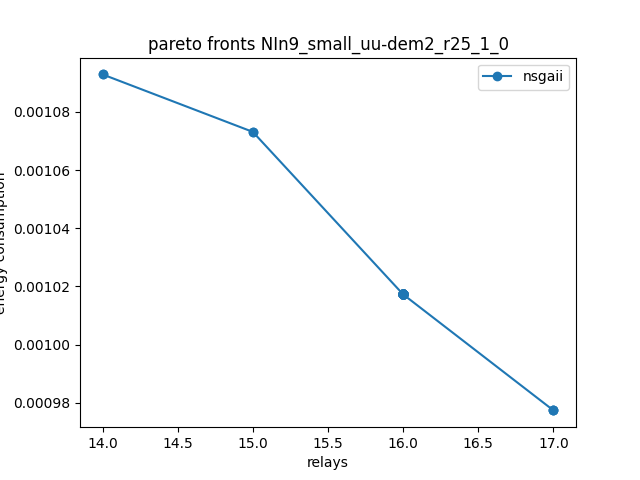 pareto fronts NIn9_small_uu-dem2_r25_1_0
nsgaii
0.00108
0.00106
0.00104
0.00102
0.00100
0.00098
energy consumption
14.0 14.5 15.0 15.5 16.0 16.5 17.0
relays